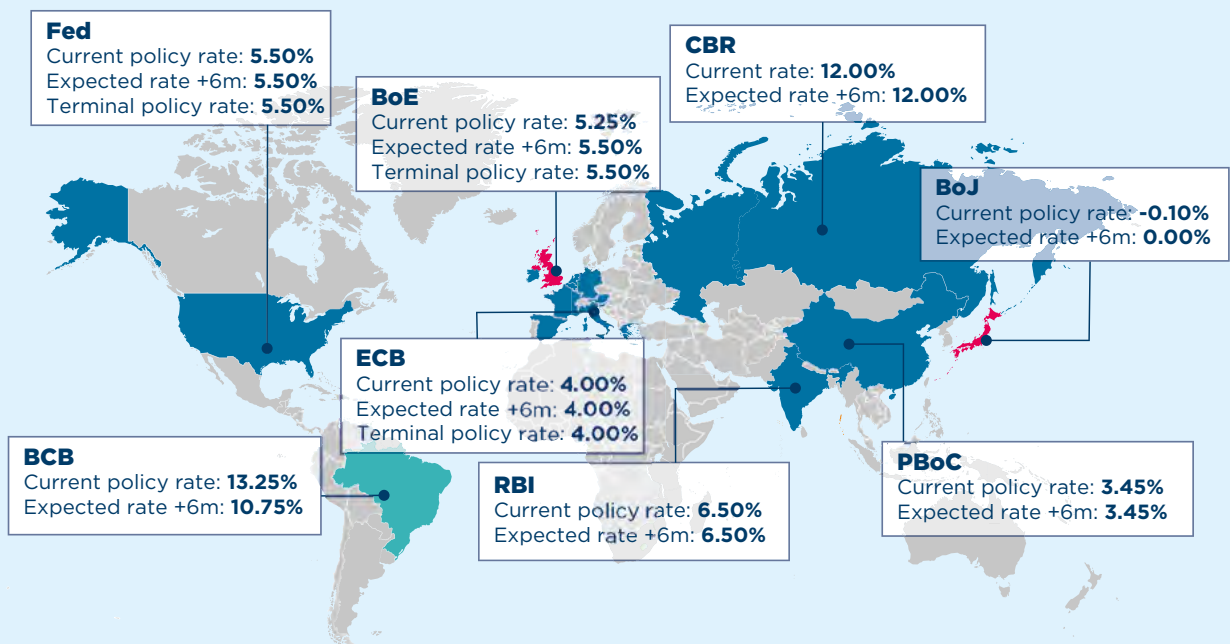 Fed
Current policy rate: 5.50%
Expected rate +6m: 5.50%
Terminal policy rate: 5.50%
BoE
Current policy rate: 5.25%
Expected rate +6m: 5.50%
Terminal policy rate: 5.50%
CBR
Current rate: 12.00%
Expected rate +6m: 12.00%
BoJ
Current policy rate: -0.10%
Expected rate +6m: 0.00%
ECB
Current policy rate: 4.00%
Expected rate +6m: 4.00%
Terminal policy rate: 4.00%
BCB
Current policy rate: 13.25%
Expected rate +6m: 10.75%
RBI
Current policy rate: 6.50%
Expected rate +6m: 6.50%
PBoC
Current policy rate: 3.45%
Expected rate +6m: 3.45%